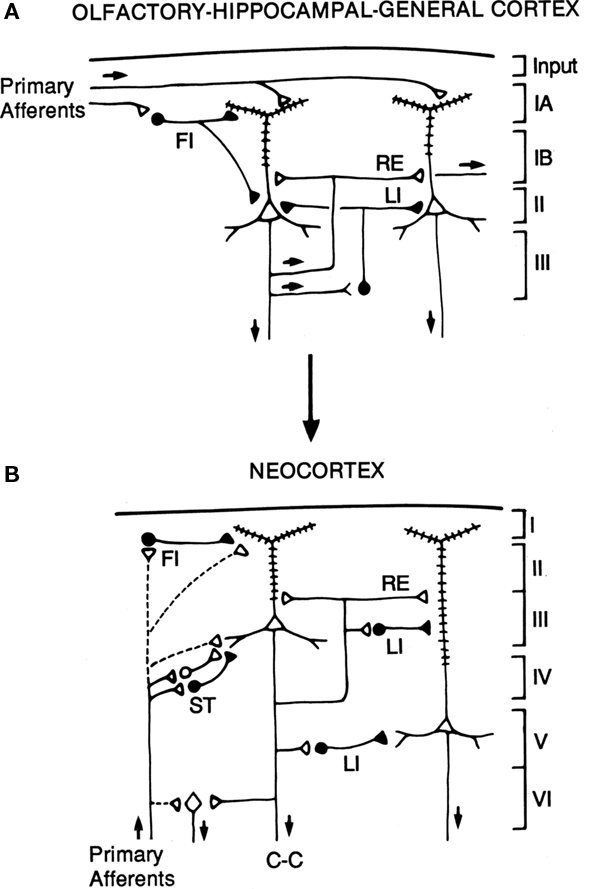 A
OLFACTORY-HIPPOCAMPAL-GENERAL CORTEX
Input
Primary
Afferents
IA
FI
IB
RE
LI
II
III
B
NEOCORTEX
I
FI
II
RE
III
LI
IV
ST
V
LI
VI
Primary
Afferents
C-C